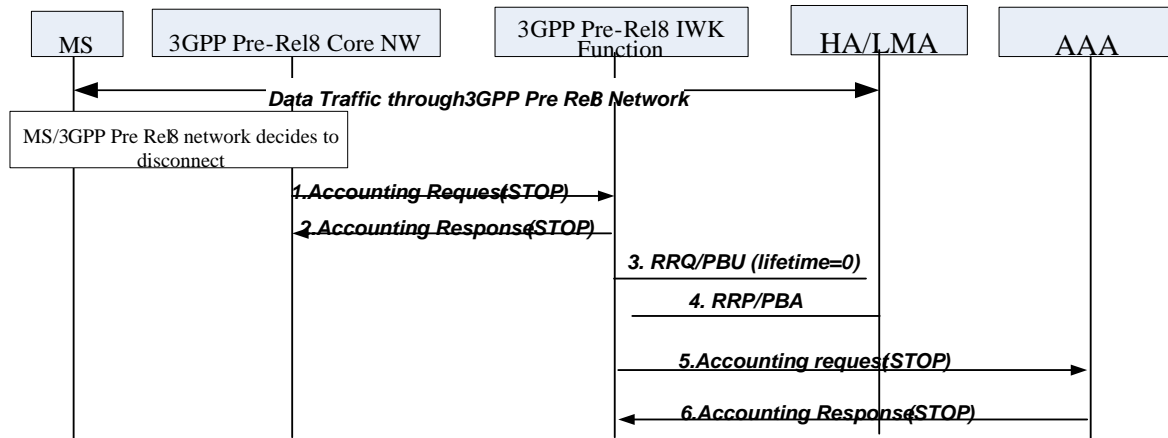 MS
3GPP Pre-Rel8 Core NW
3GPP Pre-Rel8 IWK
Function
HA/LMA
AAA
Data Traffic through3GPP Pre Rel8 Network
MS/3GPP Pre Rel8 network decides to
disconnect
1.Accounting Request(STOP)
2.Accounting Response(STOP)
3. RRQ/PBU (lifetime=0)
4. RRP/PBA
5.Accounting request(STOP)
6.Accounting Response(STOP)